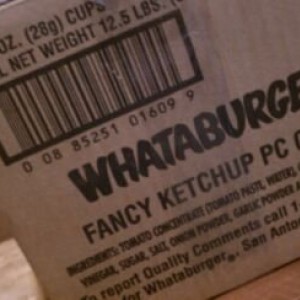 OZ. (28g) CUPS
L NET WEIGHT 12.5 LBS. (
0 08 85251 01609 9
WHATABURGE
FANCY KETCHUP PC (
INGREDIENTS: TOMATO CONCENTRATE (TOMATO PASTE, WATER),
VINEGAR, SUGAR, SALT, ONION POWDER, GARLIC POWDER,
To report Quality Comments call 1
for Whataburger®, San Anton